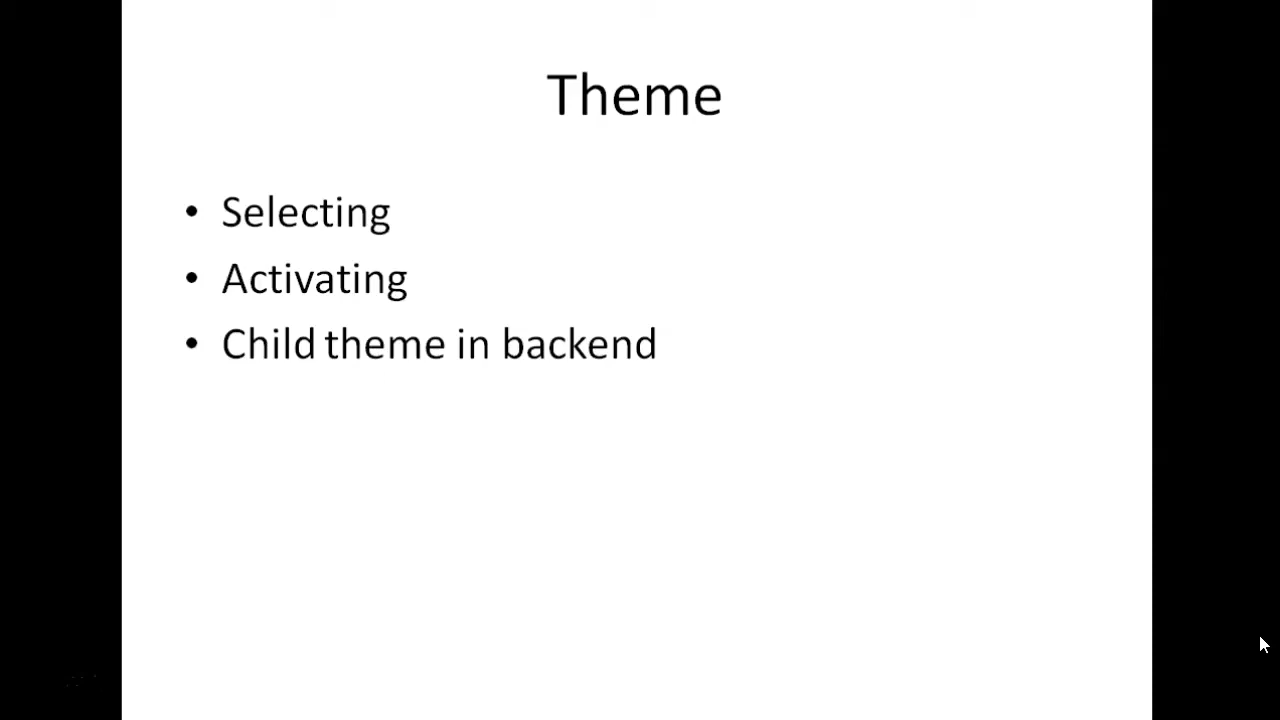 Theme
• Selecting
• Activating
• Child theme in backend